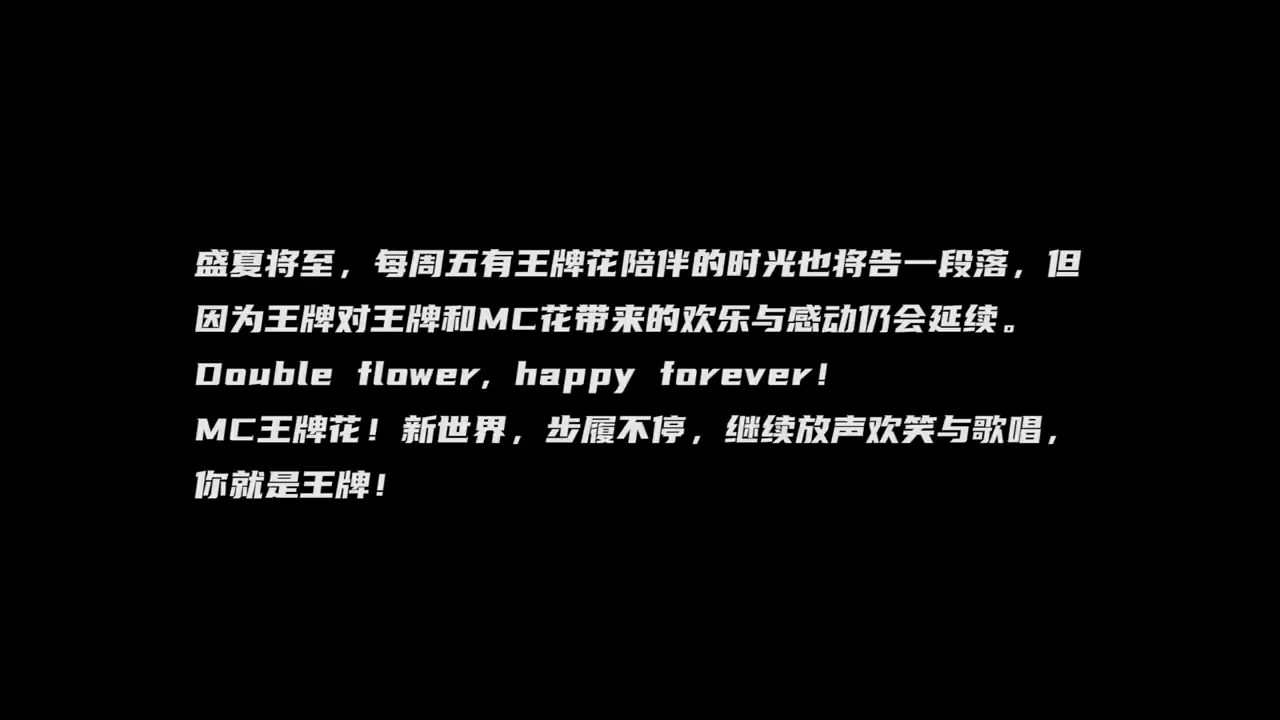 盛夏将至，每周五有王牌花陪伴的时光也将告一段落，但
因为王牌对王牌和MC花带来的欢乐与感动仍会延续。
Double flower, happy forever!
MC王牌花！新世界，步履不停，继续放声欢笑与歌唱，
你就是王牌！